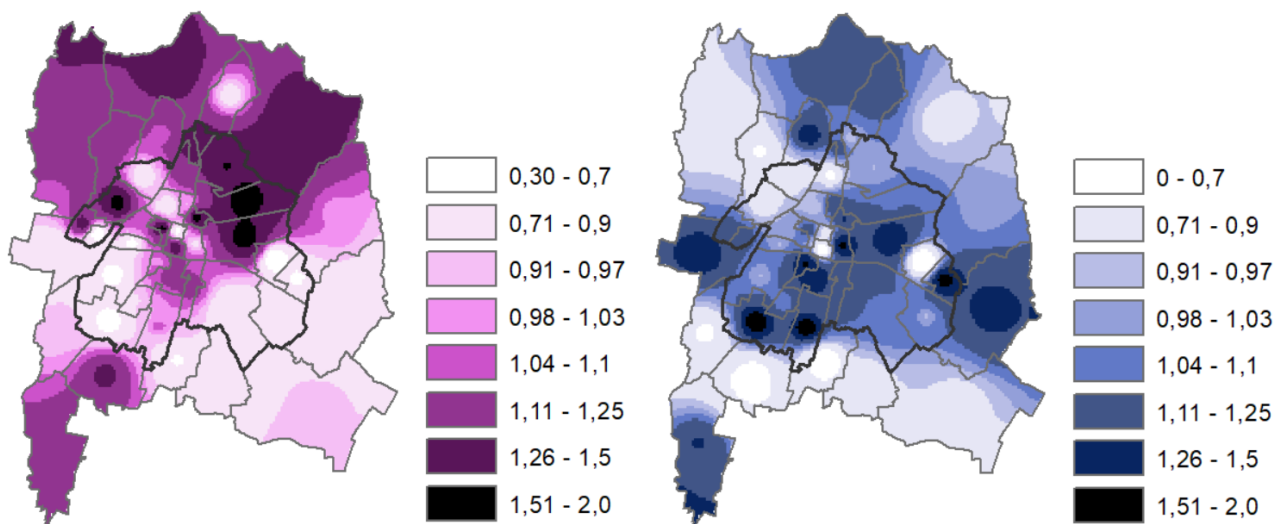 0,30 - 0,7
0,71 - 0,9
0,91 - 0,97
0,98 - 1,03
1,04 - 1,1
1,11 - 1,25
1,26 - 1,5
1,51 - 2,0
0 - 0,7
0,71 - 0,9
0,91 - 0,97
0,98 - 1,03
1,04 - 1,1
1,11 - 1,25
1,26 - 1,5
1,51 - 2,0